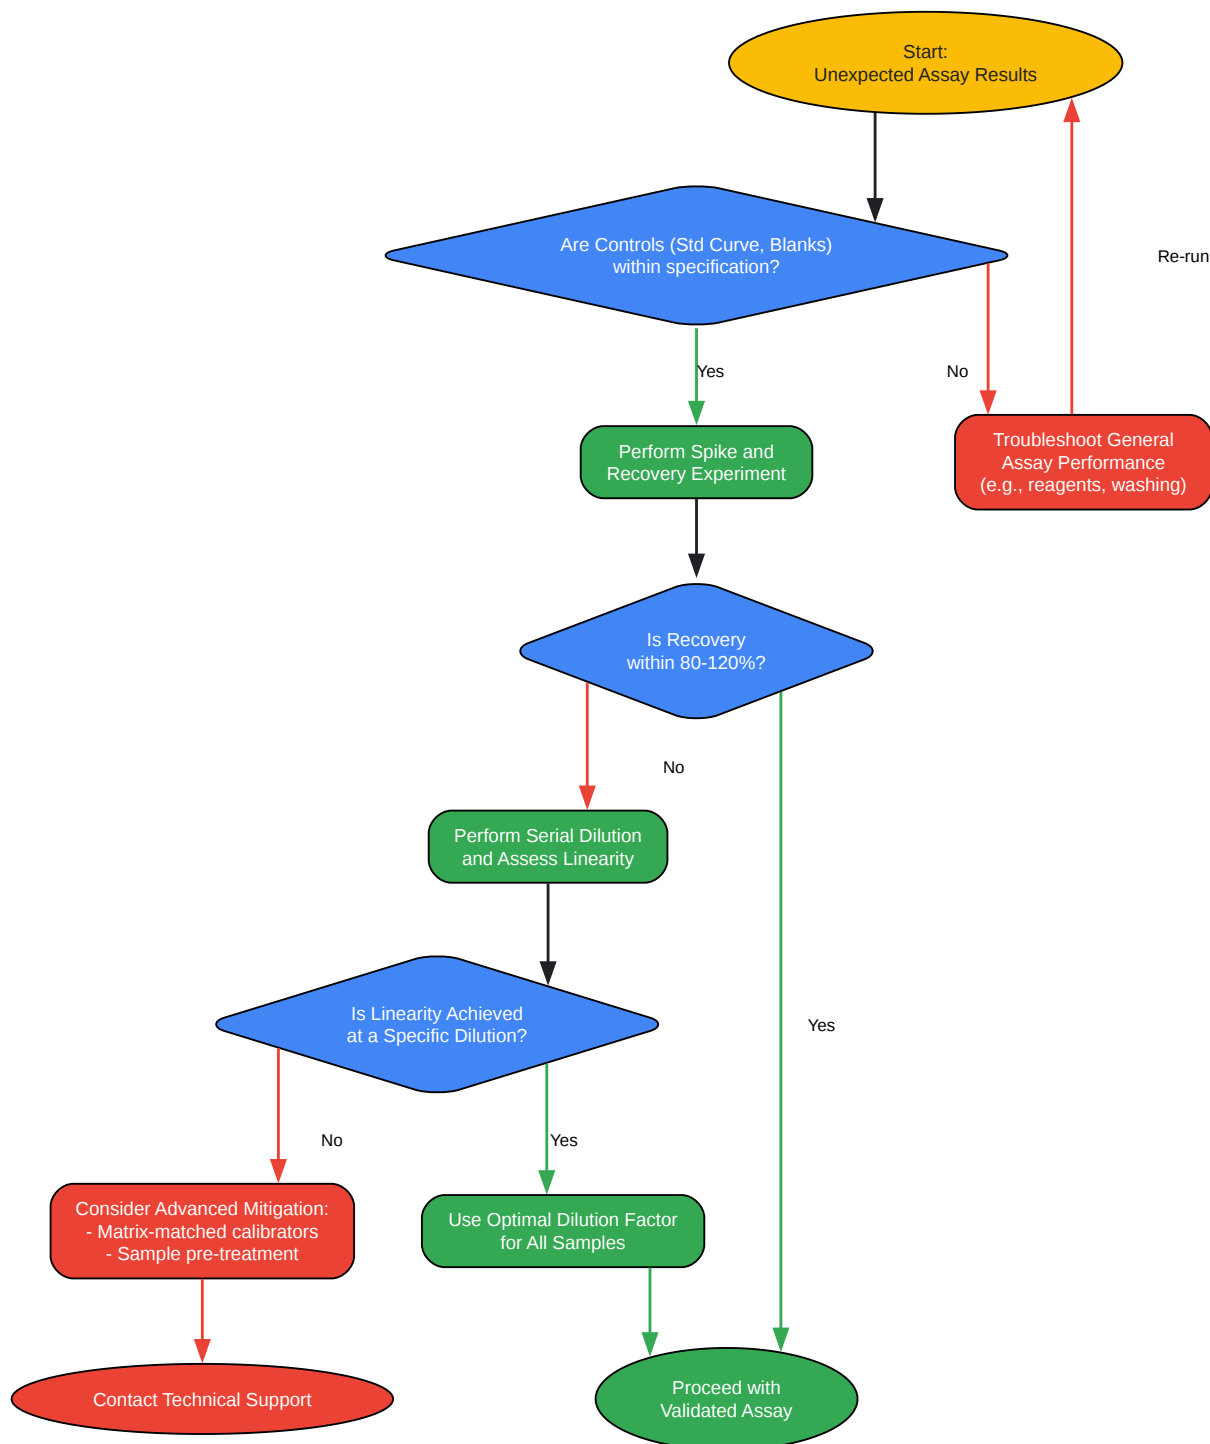 Start:
Unexpected Assay Results
Are Controls (Std Curve, Blanks)
within specification?
Re-run
Yes
No
Perform Spike and
Recovery Experiment
Troubleshoot General
Assay Performance
(e.g., reagents, washing)
Is Recovery
within 80-120%?
No
Perform Serial Dilution
and Assess Linearity
Is Linearity Achieved
at a Specific Dilution?
Yes
No
Yes
Consider Advanced Mitigation:
- Matrix-matched calibrators
- Sample pre-treatment
Use Optimal Dilution Factor
for All Samples
Contact Technical Support
Proceed with
Validated Assay